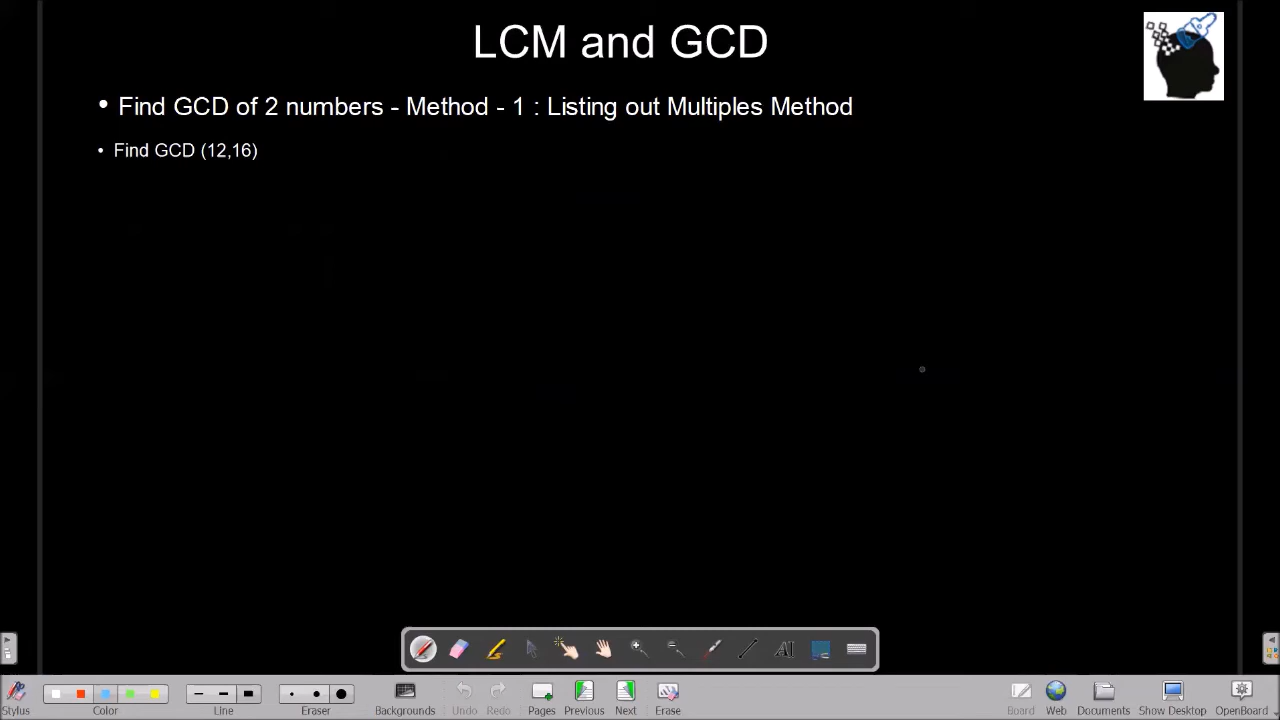 LCM and GCD
• Find GCD of 2 numbers - Method - 1 : Listing out Multiples Method
• Find GCD (12,16)
Stylus
Color
Line
Eraser
Backgrounds
Undo
Redo
Pages
Previous
Next
Erase
Board
Web
Documents
Show Desktop
OpenBoard